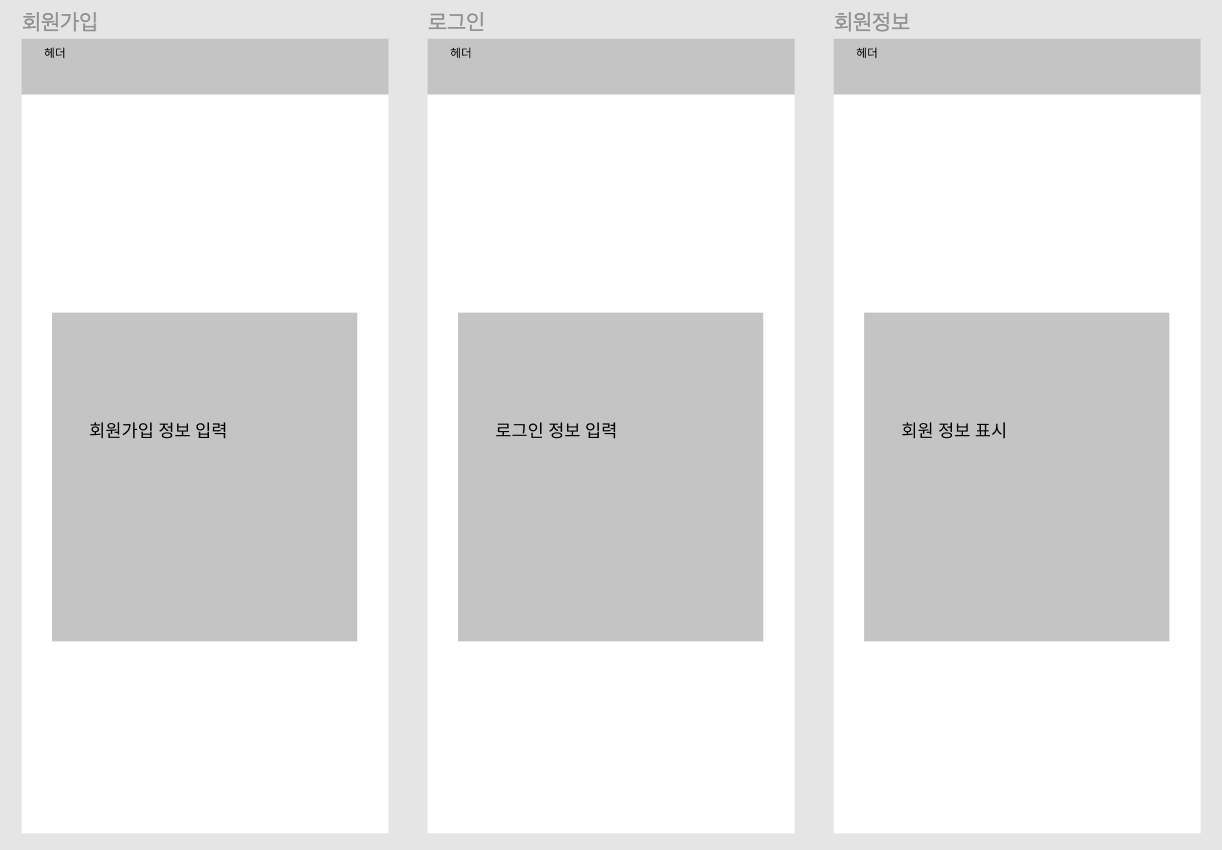 회원가입
로그인
회원정보
헤더
헤더
헤더
회원가입 정보 입력
로그인 정보 입력
회원 정보 표시